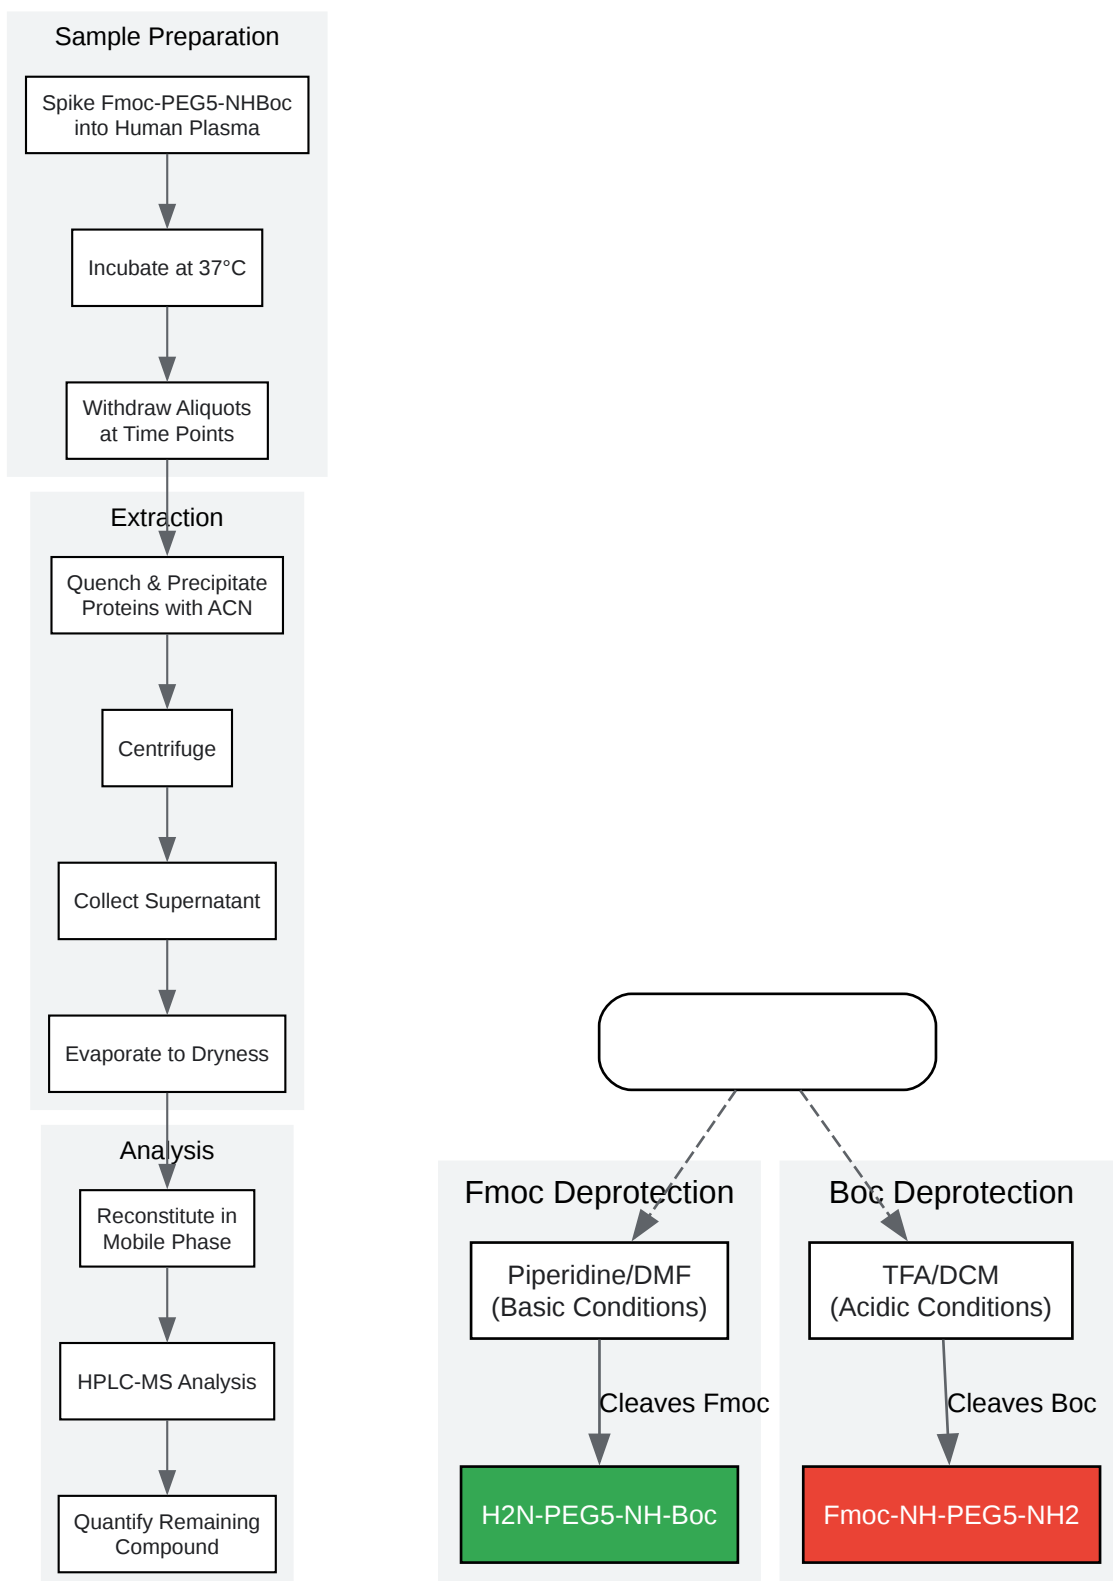 Sample Preparation
Spike Fmoc-PEG5-NHBoc
into Human Plasma
Incubate at 37°C
Withdraw Aliquots
at Time Points
Extraction
Quench & Precipitate
Proteins with ACN
Centrifuge
Collect Supernatant
Evaporate to Dryness
Analysis
Reconstitute in
Mobile Phase
HPLC-MS Analysis
Quantify Remaining
Compound
Fmoc Deprotection
Piperidine/DMF
(Basic Conditions)
Cleaves Fmoc
H2N-PEG5-NH-Boc
Boc Deprotection
TFA/DCM
(Acidic Conditions)
Cleaves Boc
Fmoc-NH-PEG5-NH2